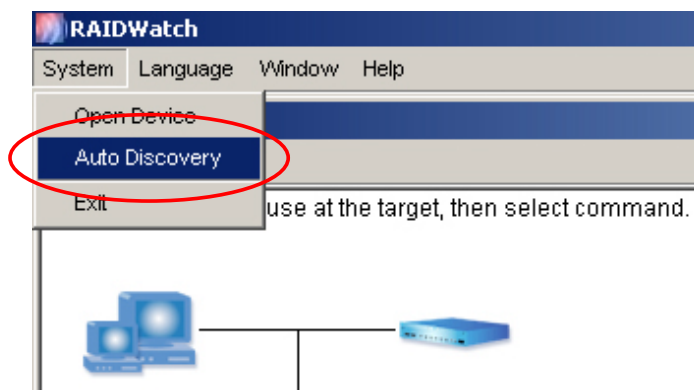 RAIDWatch
System Language Window Help
Open Device
Auto Discovery
Exit
use at the target, then select command.